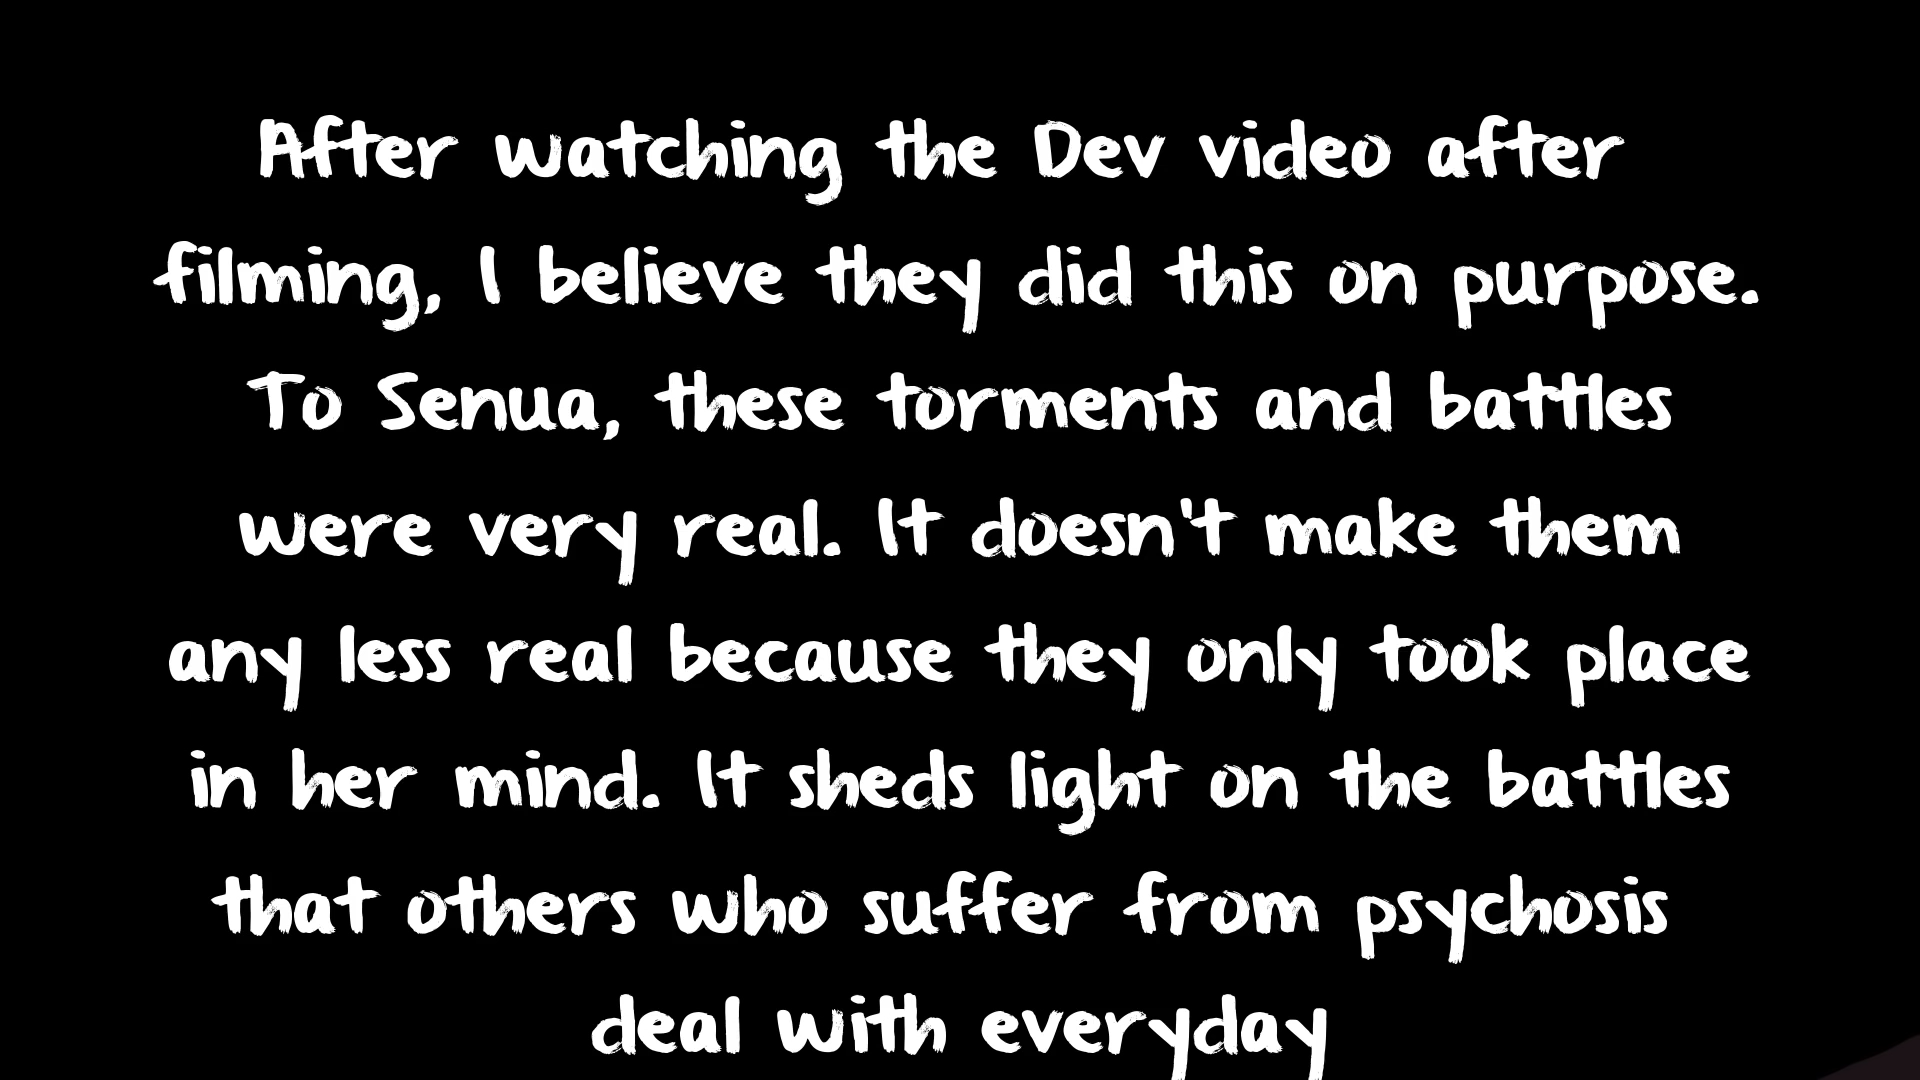 After watching the Dev video after
filming, I believe they did this on purpose.
To Senua, these torments and battles
were very real. It doesn't make them
any less real because they only took place
in her mind. It sheds light on the battles
that others who suffer from psychosis
deal with everyday